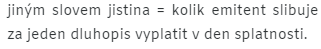 jiným slovem jistina = kolik emitent slibuje
za jeden dluhopis vyplatit v den splatnosti.